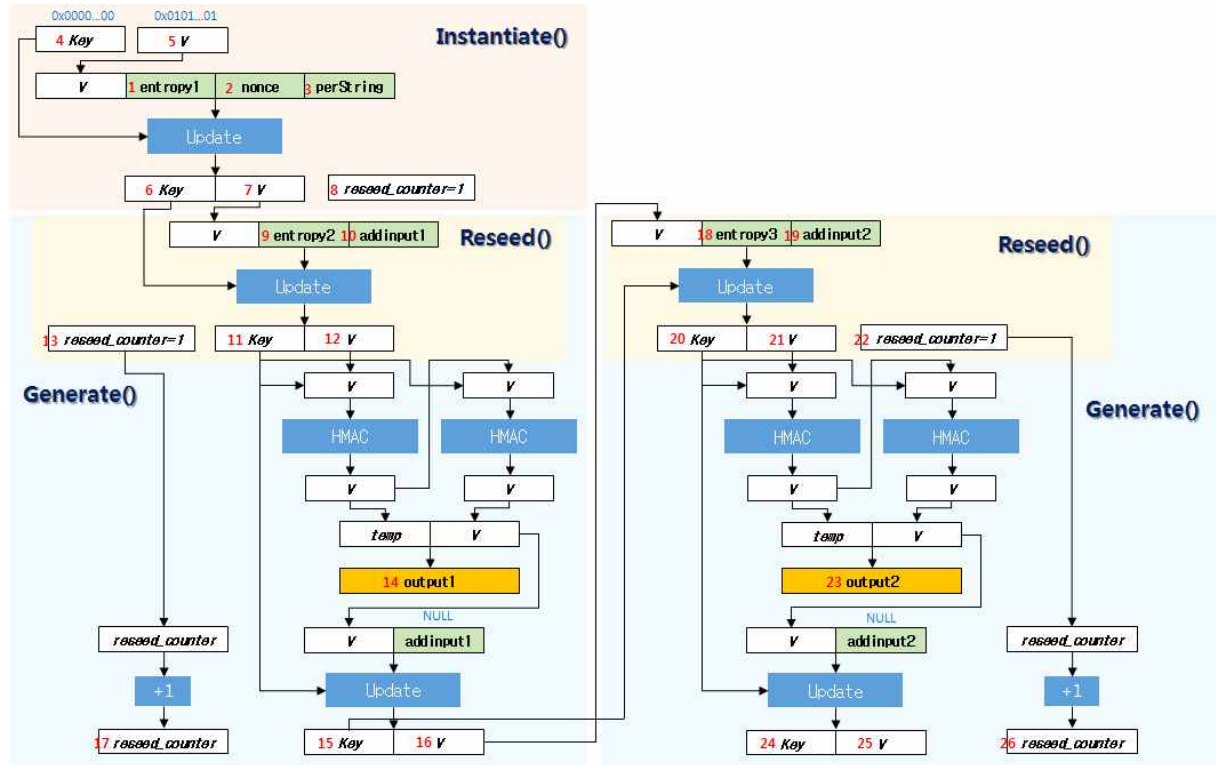 0x0000...00 0x0101...01
4 Key 5 V Instantiate()
V 1 entropy1 2 nonce 3 perString
Update
6 Key 7 V 8 reseed_counter=1
V 9 entropy2 10 addinput1 Reseed()
Update
13 reseed_counter=1 11 Key 12 V
Generate()
V V
HMAC HMAC
V V
temp V
14 output1
NULL
reseed_counter V addinput1
+1 Update
17 reseed_counter 15 Key 16 V
V 18 entropy3 19 addinput2 Reseed()
Update
20 Key 21 V 22 reseed_counter=1
V V
Generate()
HMAC HMAC
V V
temp V
23 output2
NULL
V addinput2 reseed_counter
Update +1
24 Key 25 V 26 reseed_counter